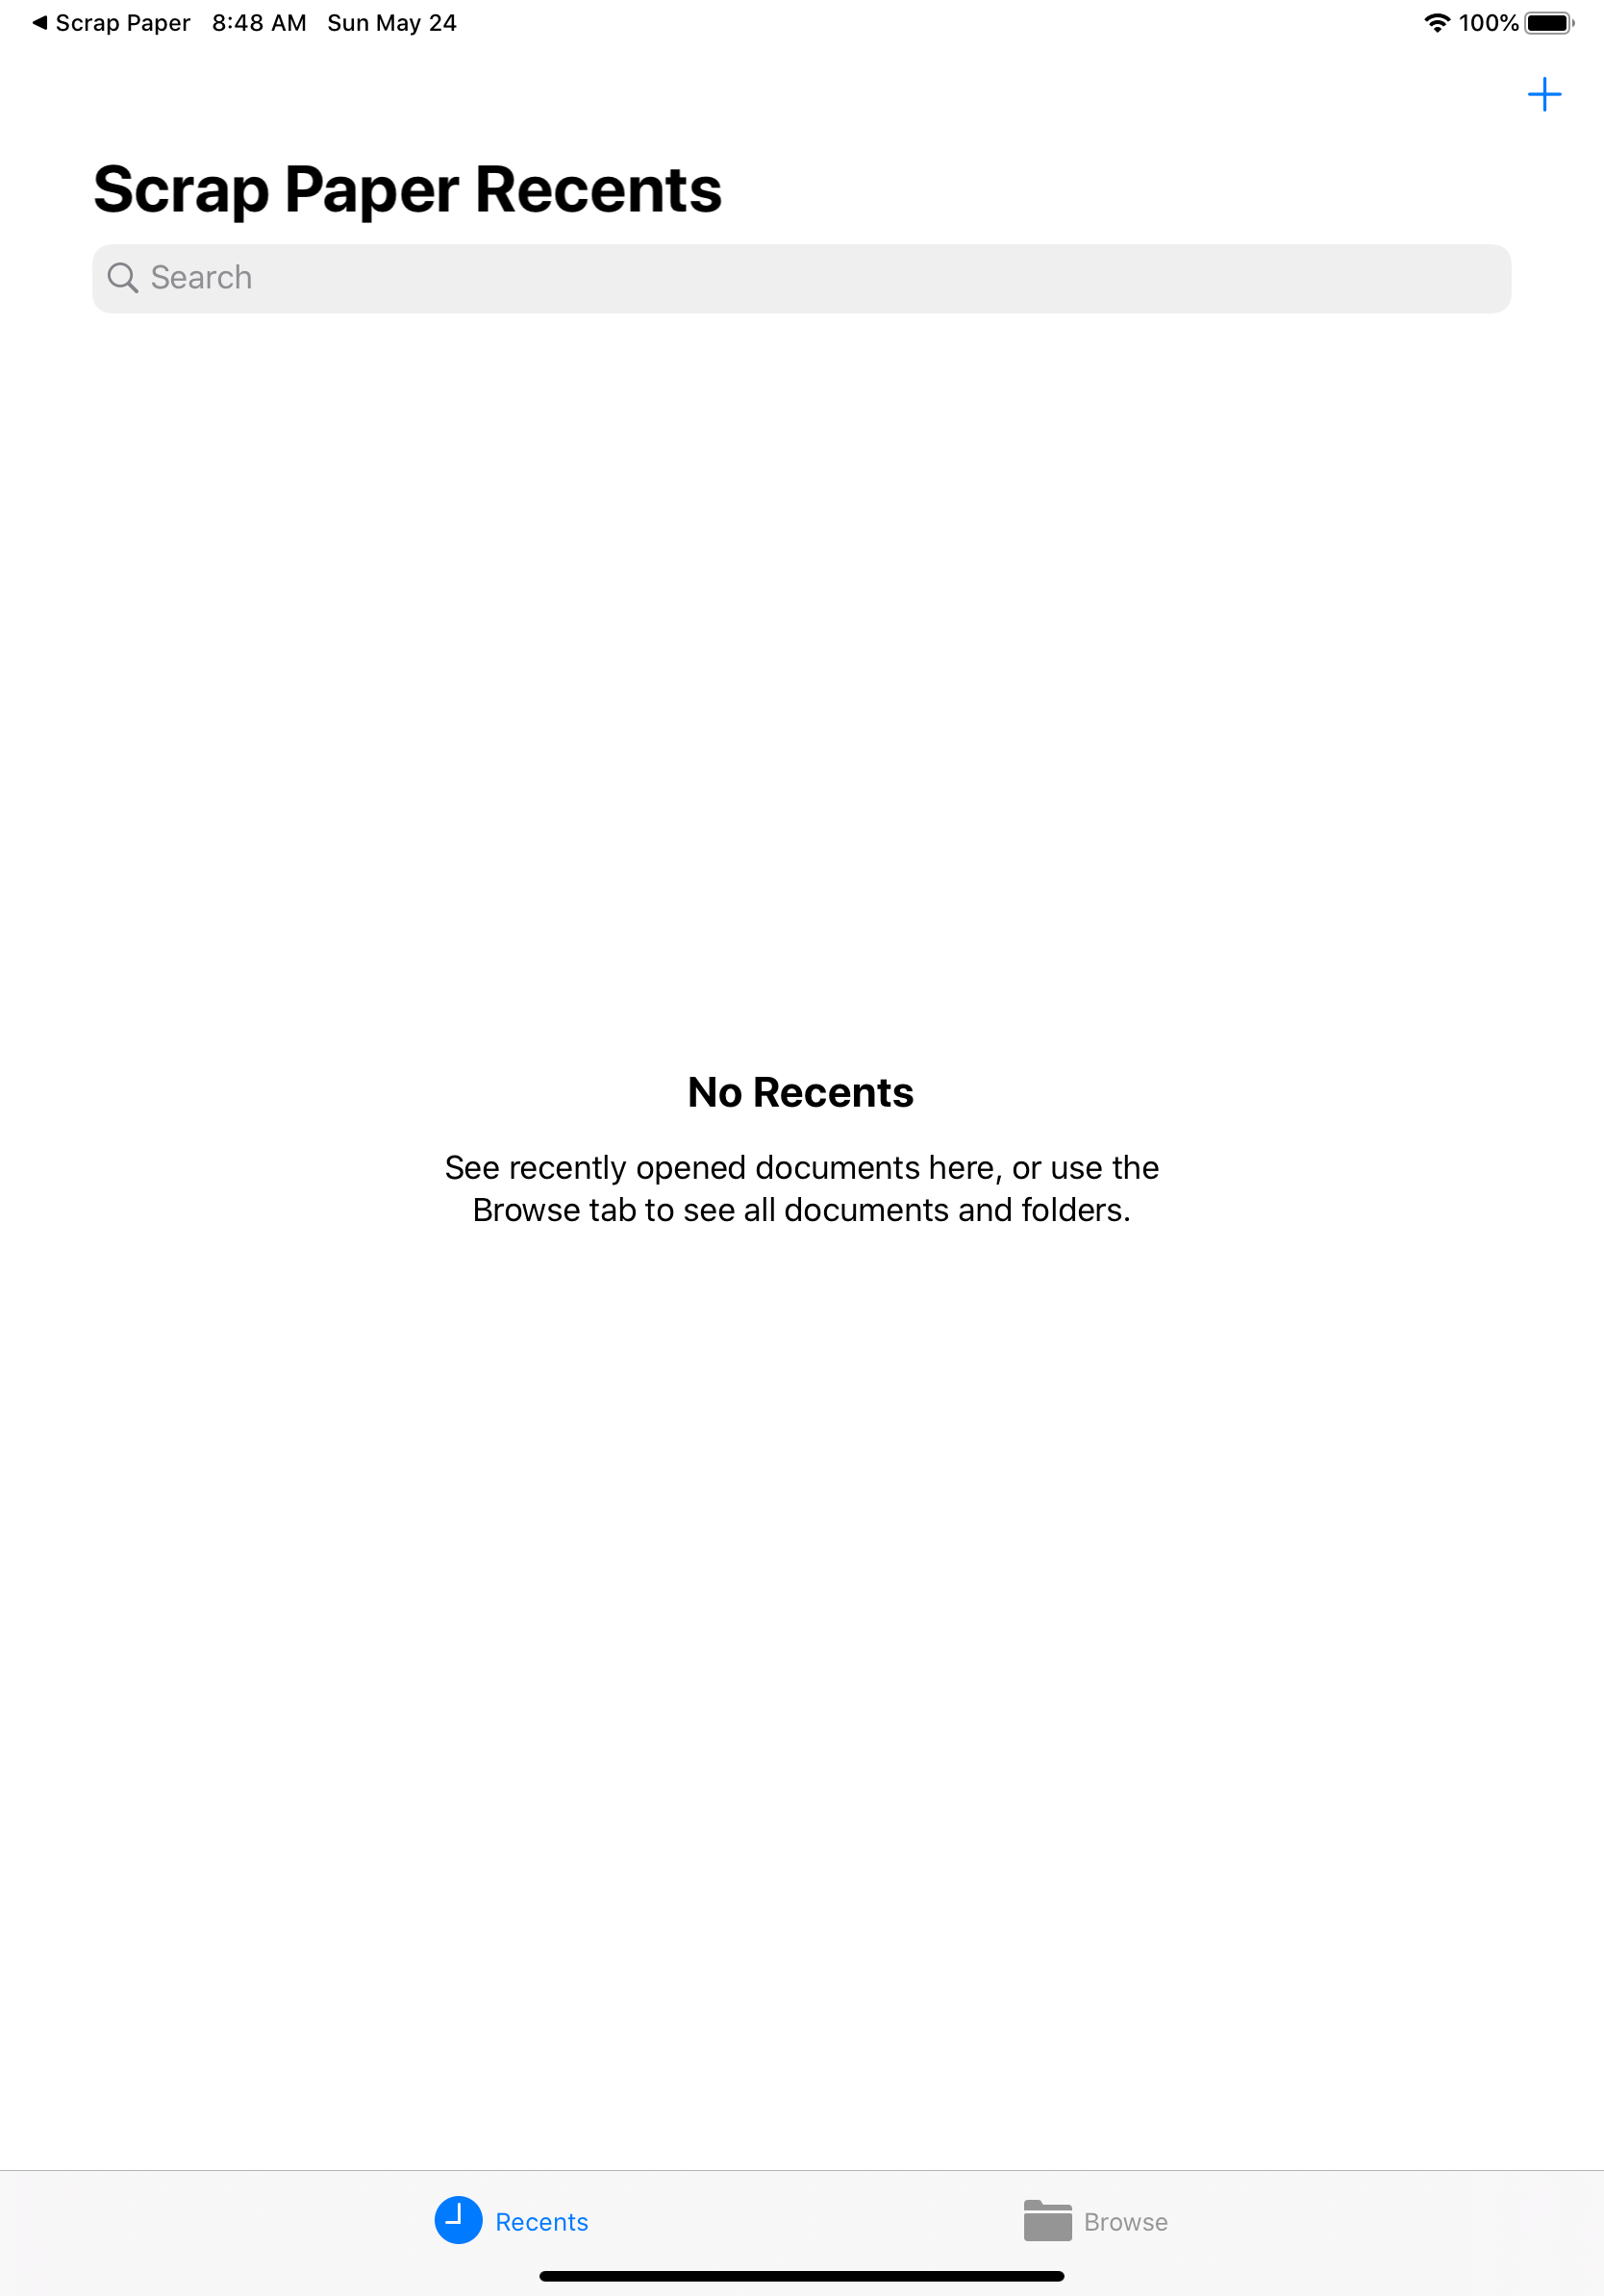 Scrap Paper 8:48 AM Sun May 24 100%
Scrap Paper Recents
Search
No Recents
See recently opened documents here, or use the
Browse tab to see all documents and folders.
Recents Browse